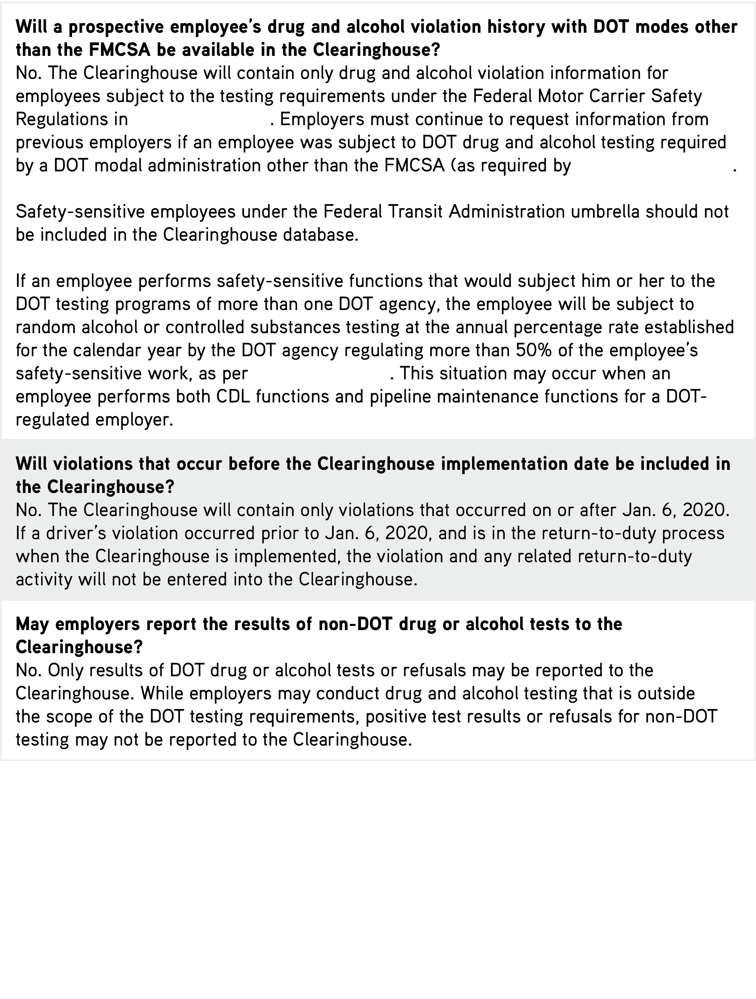 Will a prospective employee’s drug and alcohol violation history with DOT modes other
than the FMCSA be available in the Clearinghouse?
No. The Clearinghouse will contain only drug and alcohol violation information for
employees subject to the testing requirements under the Federal Motor Carrier Safety
Regulations in . Employers must continue to request information from
previous employers if an employee was subject to DOT drug and alcohol testing required
by a DOT modal administration other than the FMCSA (as required by .
Safety-sensitive employees under the Federal Transit Administration umbrella should not
be included in the Clearinghouse database.
If an employee performs safety-sensitive functions that would subject him or her to the
DOT testing programs of more than one DOT agency, the employee will be subject to
random alcohol or controlled substances testing at the annual percentage rate established
for the calendar year by the DOT agency regulating more than 50% of the employee’s
safety-sensitive work, as per . This situation may occur when an
employee performs both CDL functions and pipeline maintenance functions for a DOT-
regulated employer.
Will violations that occur before the Clearinghouse implementation date be included in
the Clearinghouse?
No. The Clearinghouse will contain only violations that occurred on or after Jan. 6, 2020.
If a driver’s violation occurred prior to Jan. 6, 2020, and is in the return-to-duty process
when the Clearinghouse is implemented, the violation and any related return-to-duty
activity will not be entered into the Clearinghouse.
May employers report the results of non-DOT drug or alcohol tests to the
Clearinghouse?
No. Only results of DOT drug or alcohol tests or refusals may be reported to the
Clearinghouse. While employers may conduct drug and alcohol testing that is outside
the scope of the DOT testing requirements, positive test results or refusals for non-DOT
testing may not be reported to the Clearinghouse.